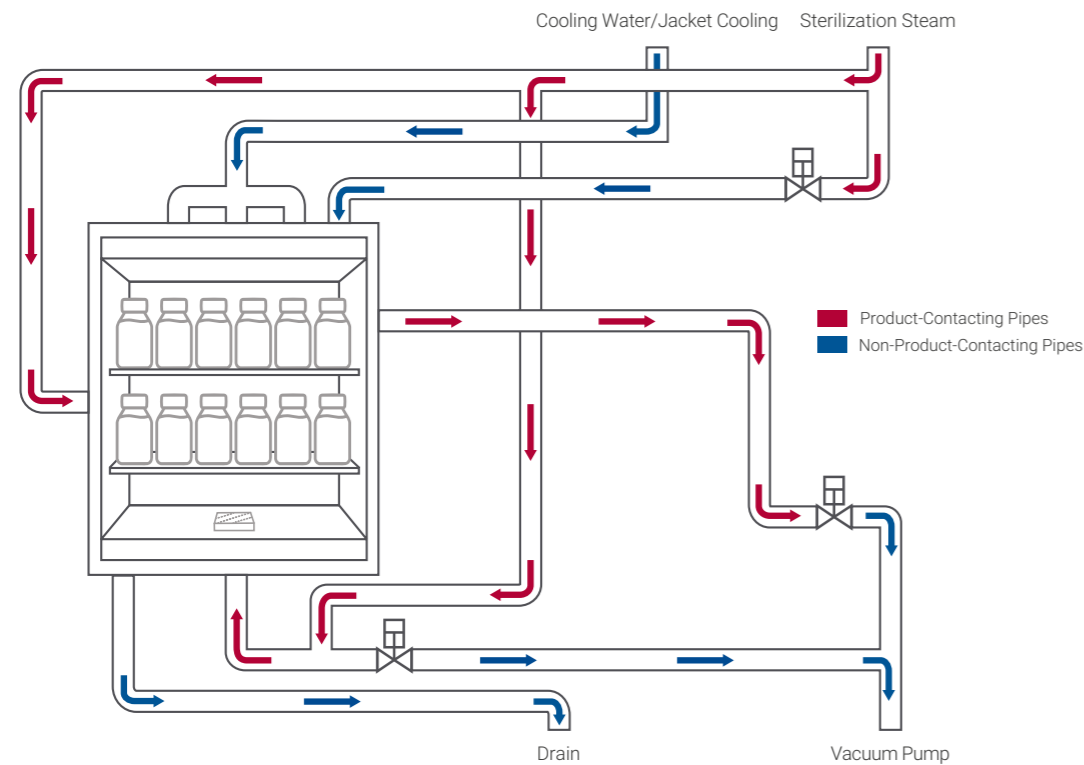 Cooling Water/Jacket Cooling
Sterilization Steam
Product-Contacting Pipes
Non-Product-Contacting Pipes
Drain
Vacuum Pump